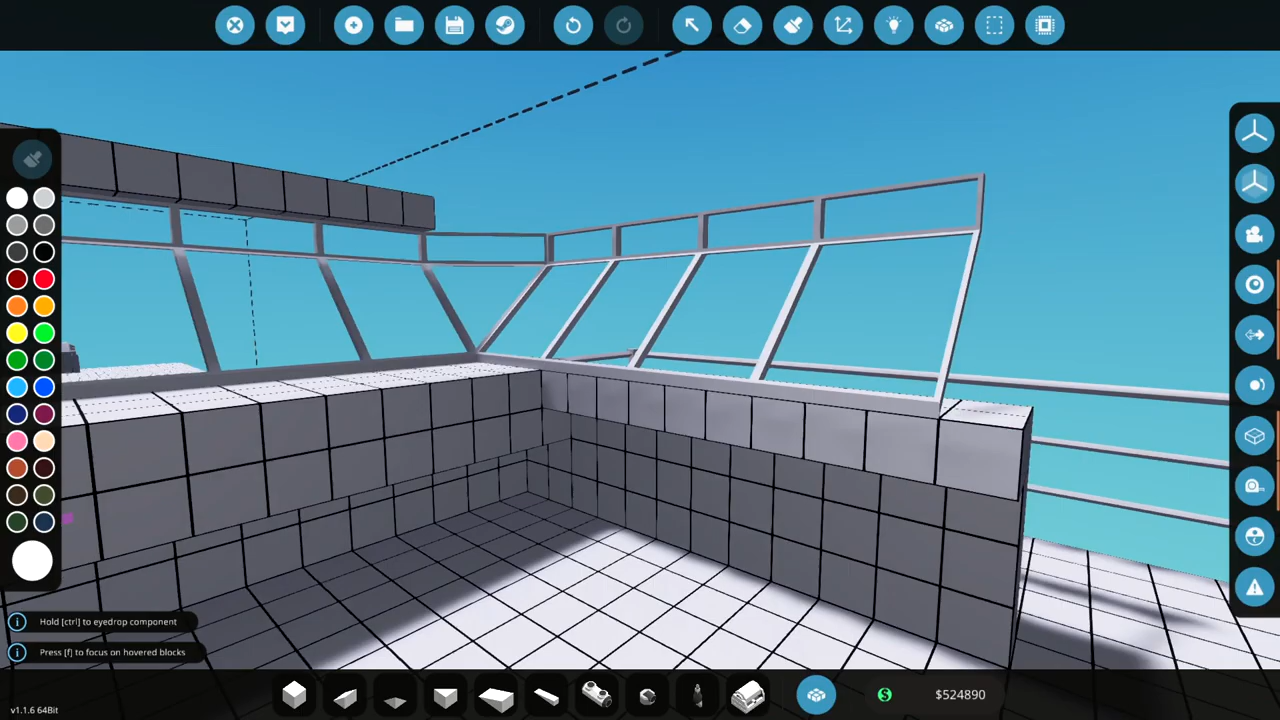 Hold [ctrl] to eyedrop component
Press [f] to focus on hovered blocks
v1.1.6 64Bit
$524890